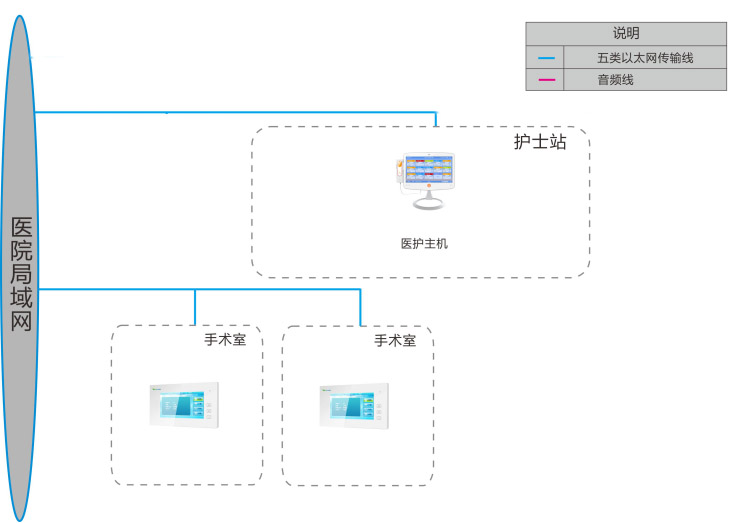 说明
五类以太网传输线
音频线
护士站
医护主机
医院局域网
手术室
手术室